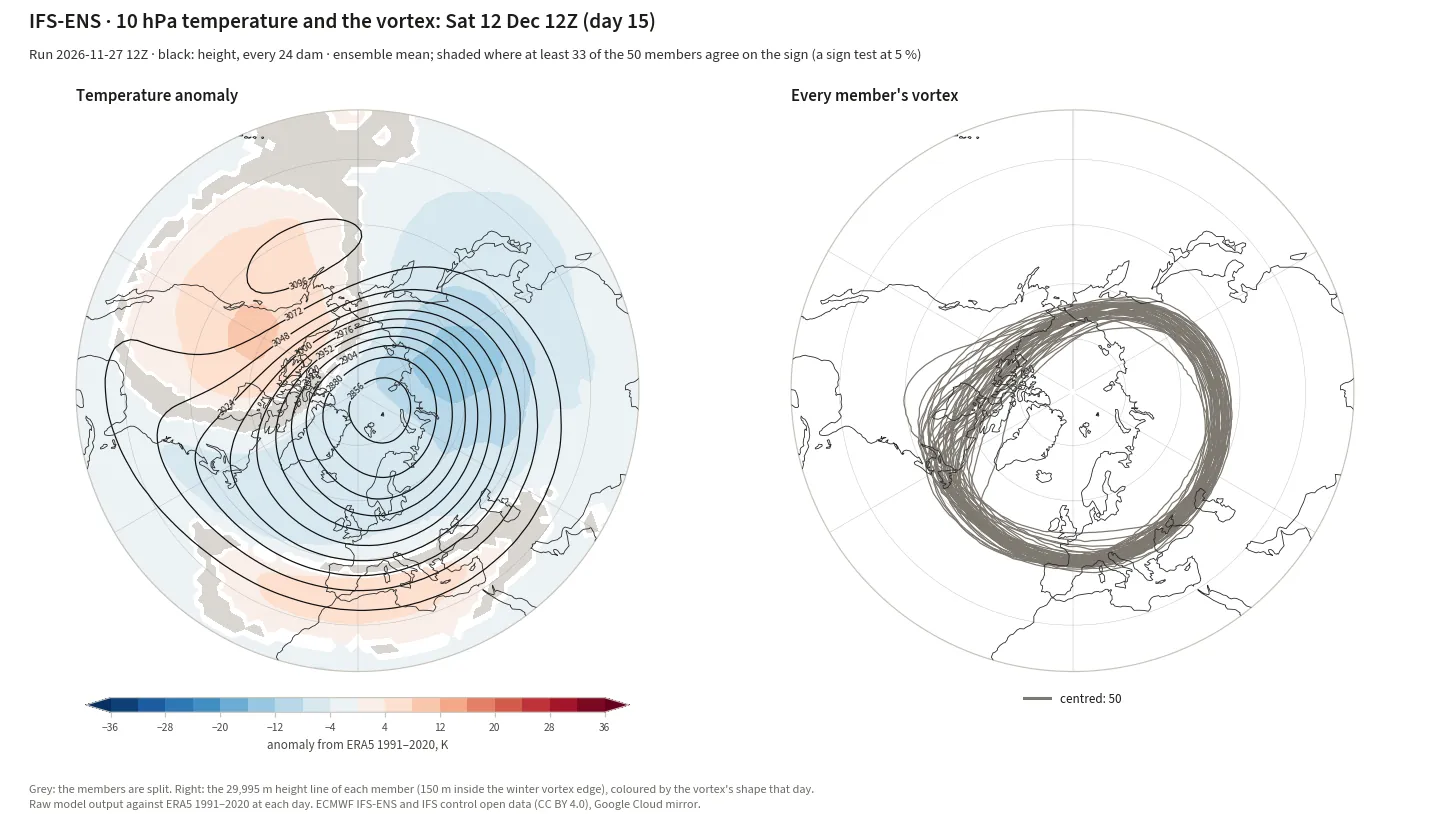 IFS-ENS · 10 hPa temperature and the vortex: Sat 12 Dec 12Z (day 15)
Run 2026-11-27 12Z · black: height, every 24 dam · ensemble mean; shaded where at least 33 of the 50 members agree on the sign (a sign test at 5 %)
Temperature anomaly
Every member's vortex
3096
3072
3048
3024
2976
2952
2904
2880
2856
centred: 50
−36 −28 −20 −12 −4 4 12 20 28 36
anomaly from ERA5 1991–2020, K
Grey: the members are split. Right: the 29,995 m height line of each member (150 m inside the winter vortex edge), coloured by the vortex's shape that day.
Raw model output against ERA5 1991–2020 at each day. ECMWF IFS-ENS and IFS control open data (CC BY 4.0), Google Cloud mirror.